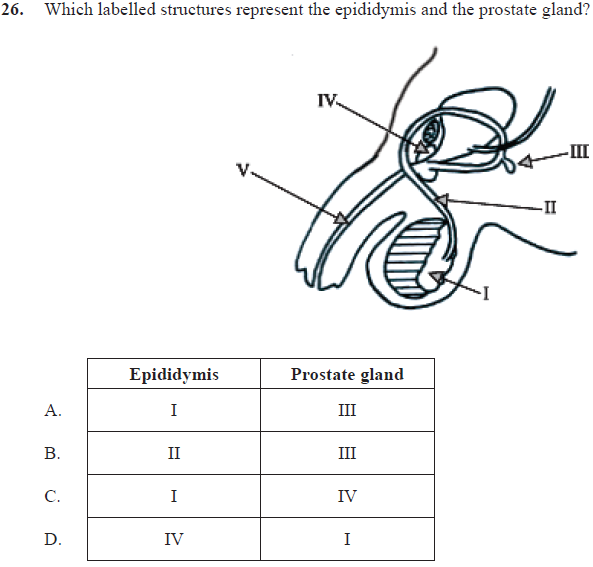 26. Which labelled structures represent the epididymis and the prostate gland?
IV
III
V
II
I
Epididymis Prostate gland
A. I III
B. II III
C. I IV
D. IV I